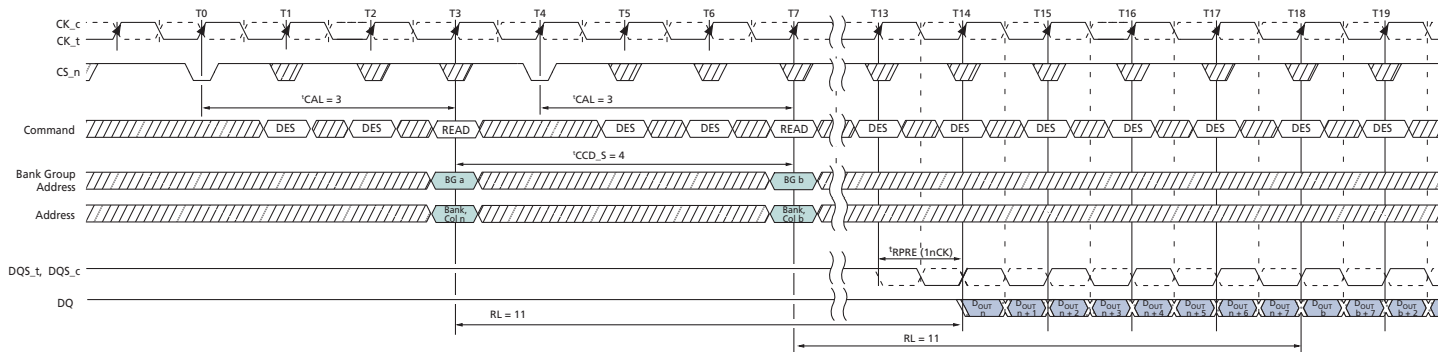 T0 T1 T2 T3 T4 T5 T6 T7 T13 T14 T15 T16 T17 T18 T19
CK_c
CK_t
CS_n
tCAL = 3 tCAL = 3
Command DES DES READ DES DES READ DES DES DES DES DES DES DES
tCCD_S = 4
Bank Group
Address
BG a BG b
Address
Bank,
Col n
Bank,
Col b
tRPRE (1nCK)
DQS_t, DQS_c
DQ
DOUT
n
DOUT
n + 1
DOUT
n + 2
DOUT
n + 3
DOUT
n + 4
DOUT
n + 5
DOUT
n + 6
DOUT
n + 7
DOUT
b
DOUT
b + 7
DOUT
b + 2
RL = 11
RL = 11